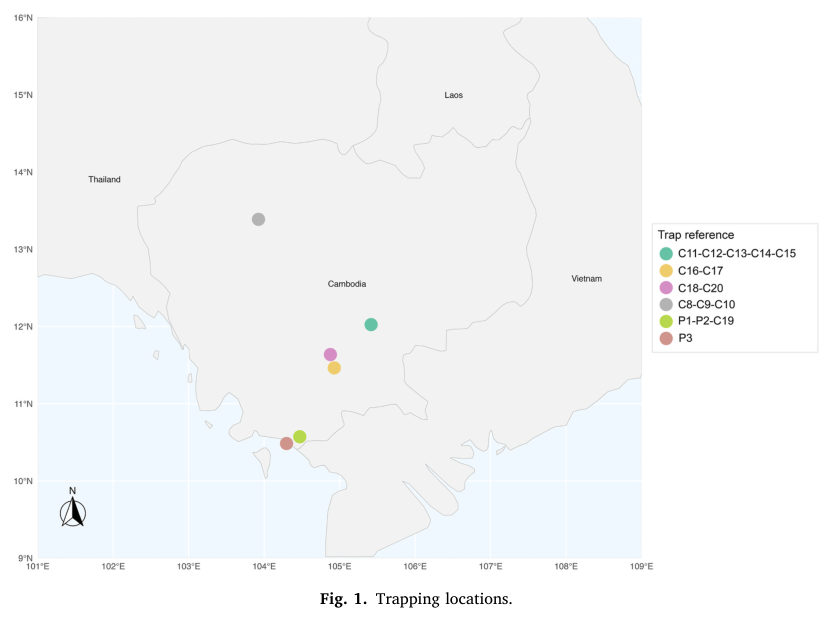 16°N
15°N
Laos
14°N
Thailand
13°N
Cambodia
Vietnam
12°N
11°N
10°N
N
9°N
101°E 102°E 103°E 104°E 105°E 106°E 107°E 108°E 109°E
Trap reference
C11-C12-C13-C14-C15
C16-C17
C18-C20
C8-C9-C10
P1-P2-C19
P3
Fig. 1. Trapping locations.